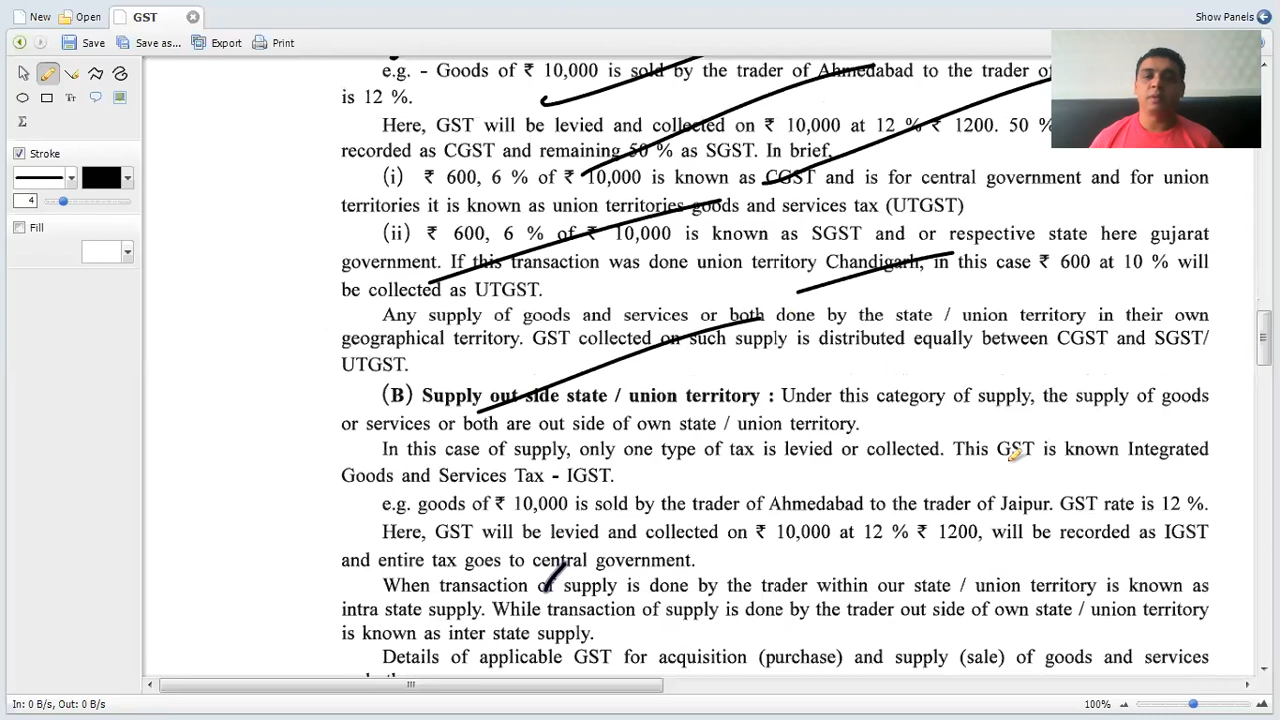 New Open GST Show Panels
Save Save as... Export Print
e.g. - Goods of ₹ 10,000 is sold by the trader of Ahmedabad to the trader of
is 12 %.
Here, GST will be levied and collected on ₹ 10,000 at 12 % ₹ 1200. 50 %
recorded as CGST and remaining 50 % as SGST. In brief,
(i) ₹ 600, 6 % of ₹ 10,000 is known as CGST and is for central government and for union
territories it is known as union territories goods and services tax (UTGST)
(ii) ₹ 600, 6 % of ₹ 10,000 is known as SGST and or respective state here gujarat
government. If this transaction was done union territory Chandigarh, in this case ₹ 600 at 10 % will
be collected as UTGST.
Any supply of goods and services or both done by the state / union territory in their own
geographical territory. GST collected on such supply is distributed equally between CGST and SGST/
UTGST.
(B) Supply out side state / union territory : Under this category of supply, the supply of goods
or services or both are out side of own state / union territory.
In this case of supply, only one type of tax is levied or collected. This GST is known Integrated
Goods and Services Tax - IGST.
e.g. goods of ₹ 10,000 is sold by the trader of Ahmedabad to the trader of Jaipur. GST rate is 12 %.
Here, GST will be levied and collected on ₹ 10,000 at 12 % ₹ 1200, will be recorded as IGST
and entire tax goes to central government.
When transaction of supply is done by the trader within our state / union territory is known as
intra state supply. While transaction of supply is done by the trader out side of own state / union territory
is known as inter state supply.
Details of applicable GST for acquisition (purchase) and supply (sale) of goods and services
Tr
Σ
Stroke
4
Fill
In: 0 B/s, Out: 0 B/s 100%